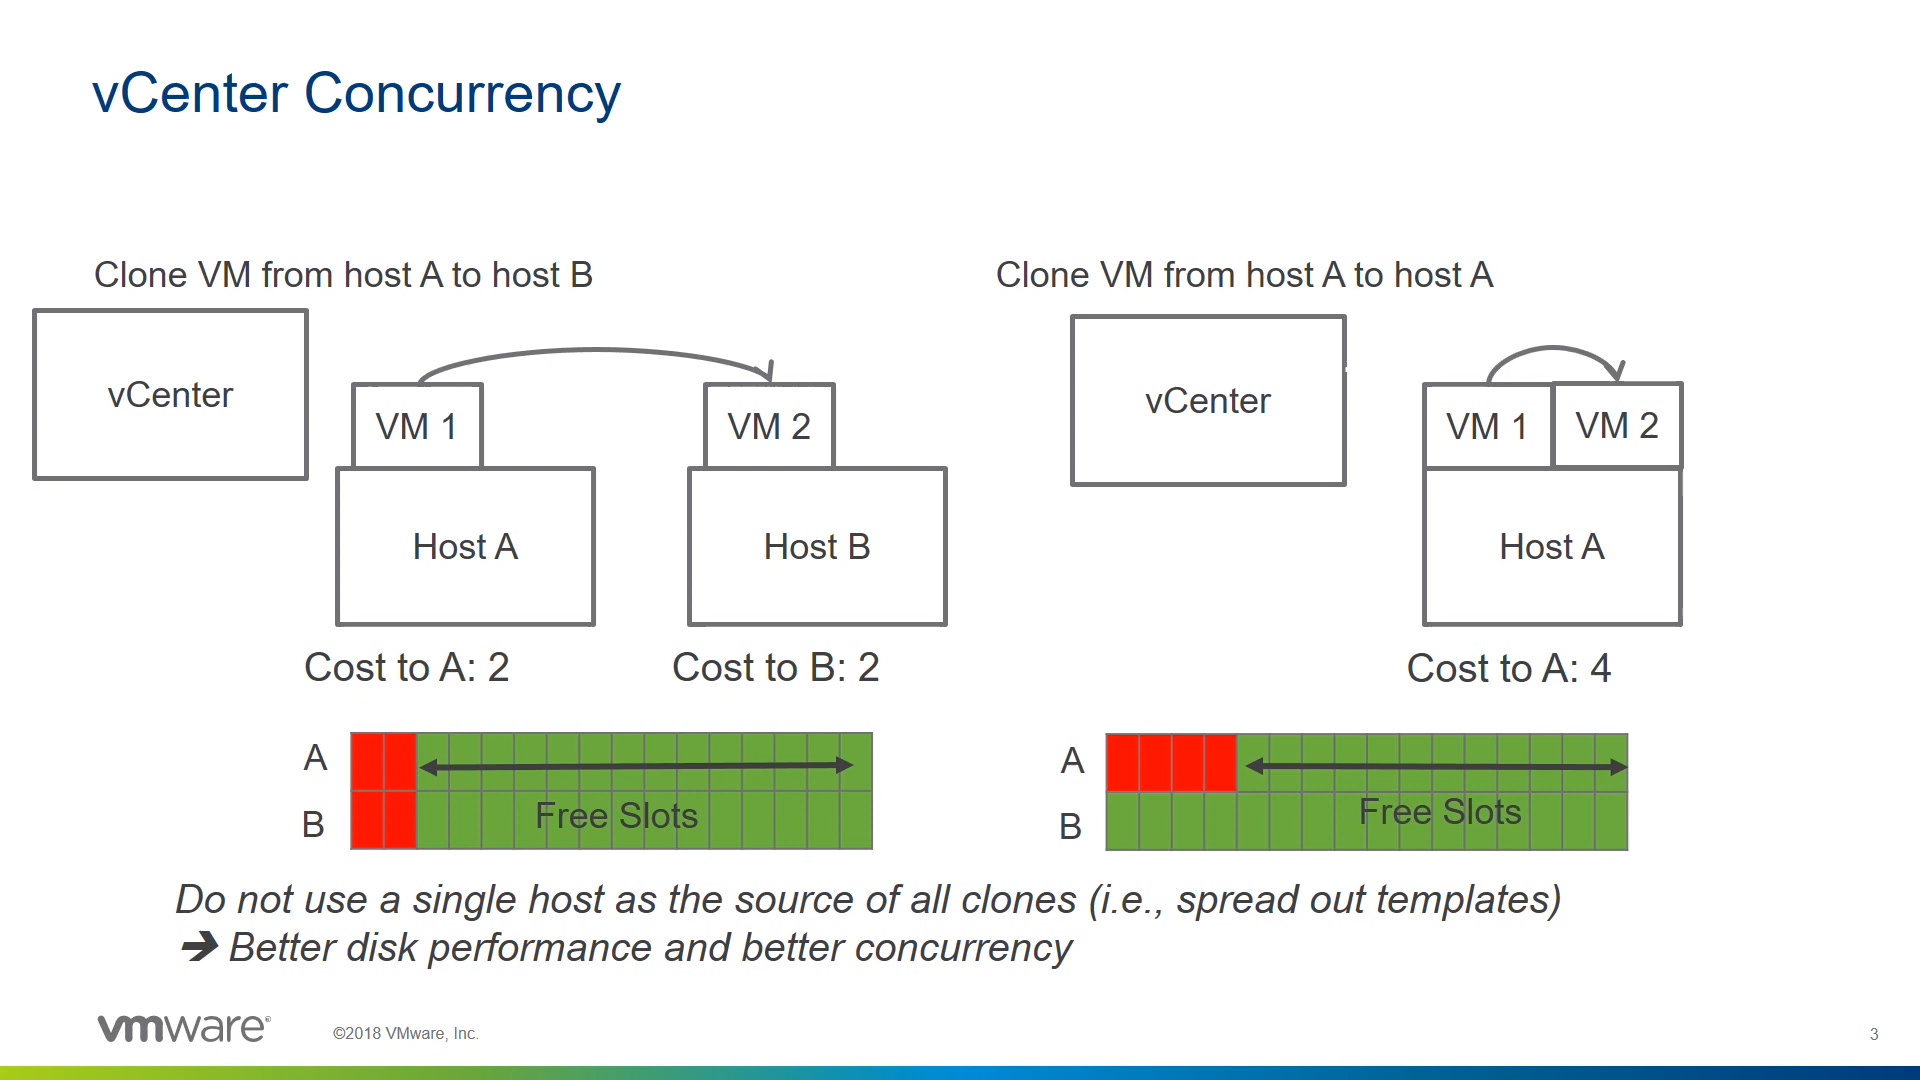 vCenter Concurrency
Clone VM from host A to host B
vCenter
VM 1
VM 2
Host A
Host B
Cost to A: 2
Cost to B: 2
A
B
Free Slots
Clone VM from host A to host A
vCenter
VM 1
VM 2
Host A
Cost to A: 4
A
B
Free Slots
Do not use a single host as the source of all clones (i.e., spread out templates)
➔ Better disk performance and better concurrency
vmware®
©2018 VMware, Inc.
3